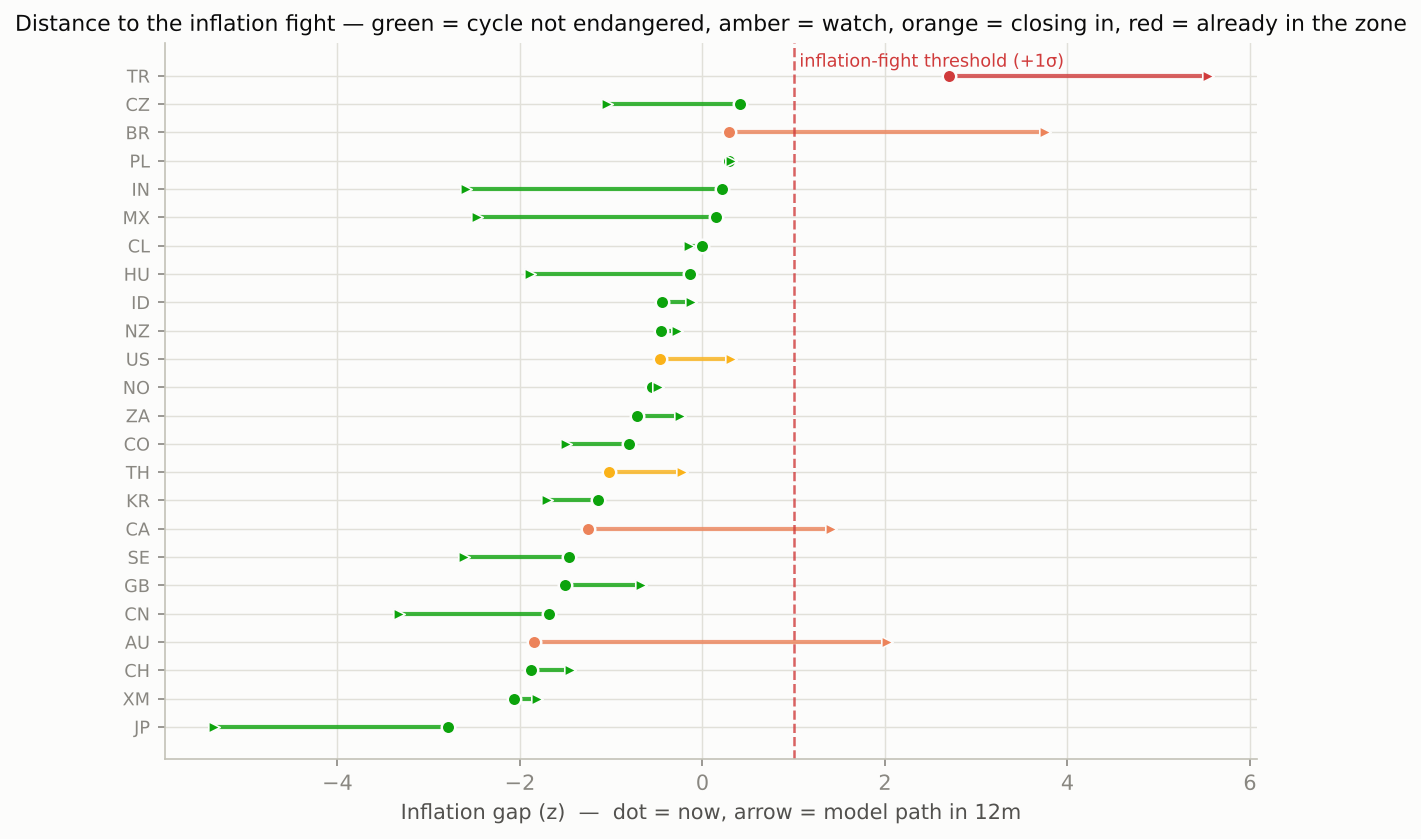 Distance to the inflation fight — green = cycle not endangered, amber = watch, orange = closing in, red = already in the zone
inflation-fight threshold (+1σ)
TR
CZ
BR
PL
IN
MX
CL
HU
ID
NZ
US
NO
ZA
CO
TH
KR
CA
SE
GB
CN
AU
CH
XM
JP
−4 −2 0 2 4 6
Inflation gap (z) — dot = now, arrow = model path in 12m